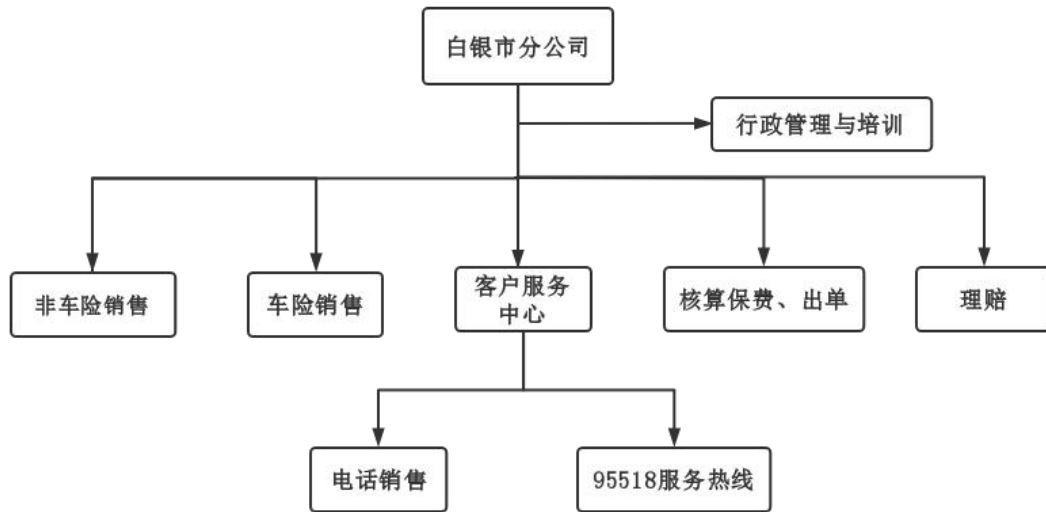 白银市分公司
行政管理与培训
非车险销售
车险销售
客户服务
中心
核算保费、出单
理赔
电话销售
95518服务热线